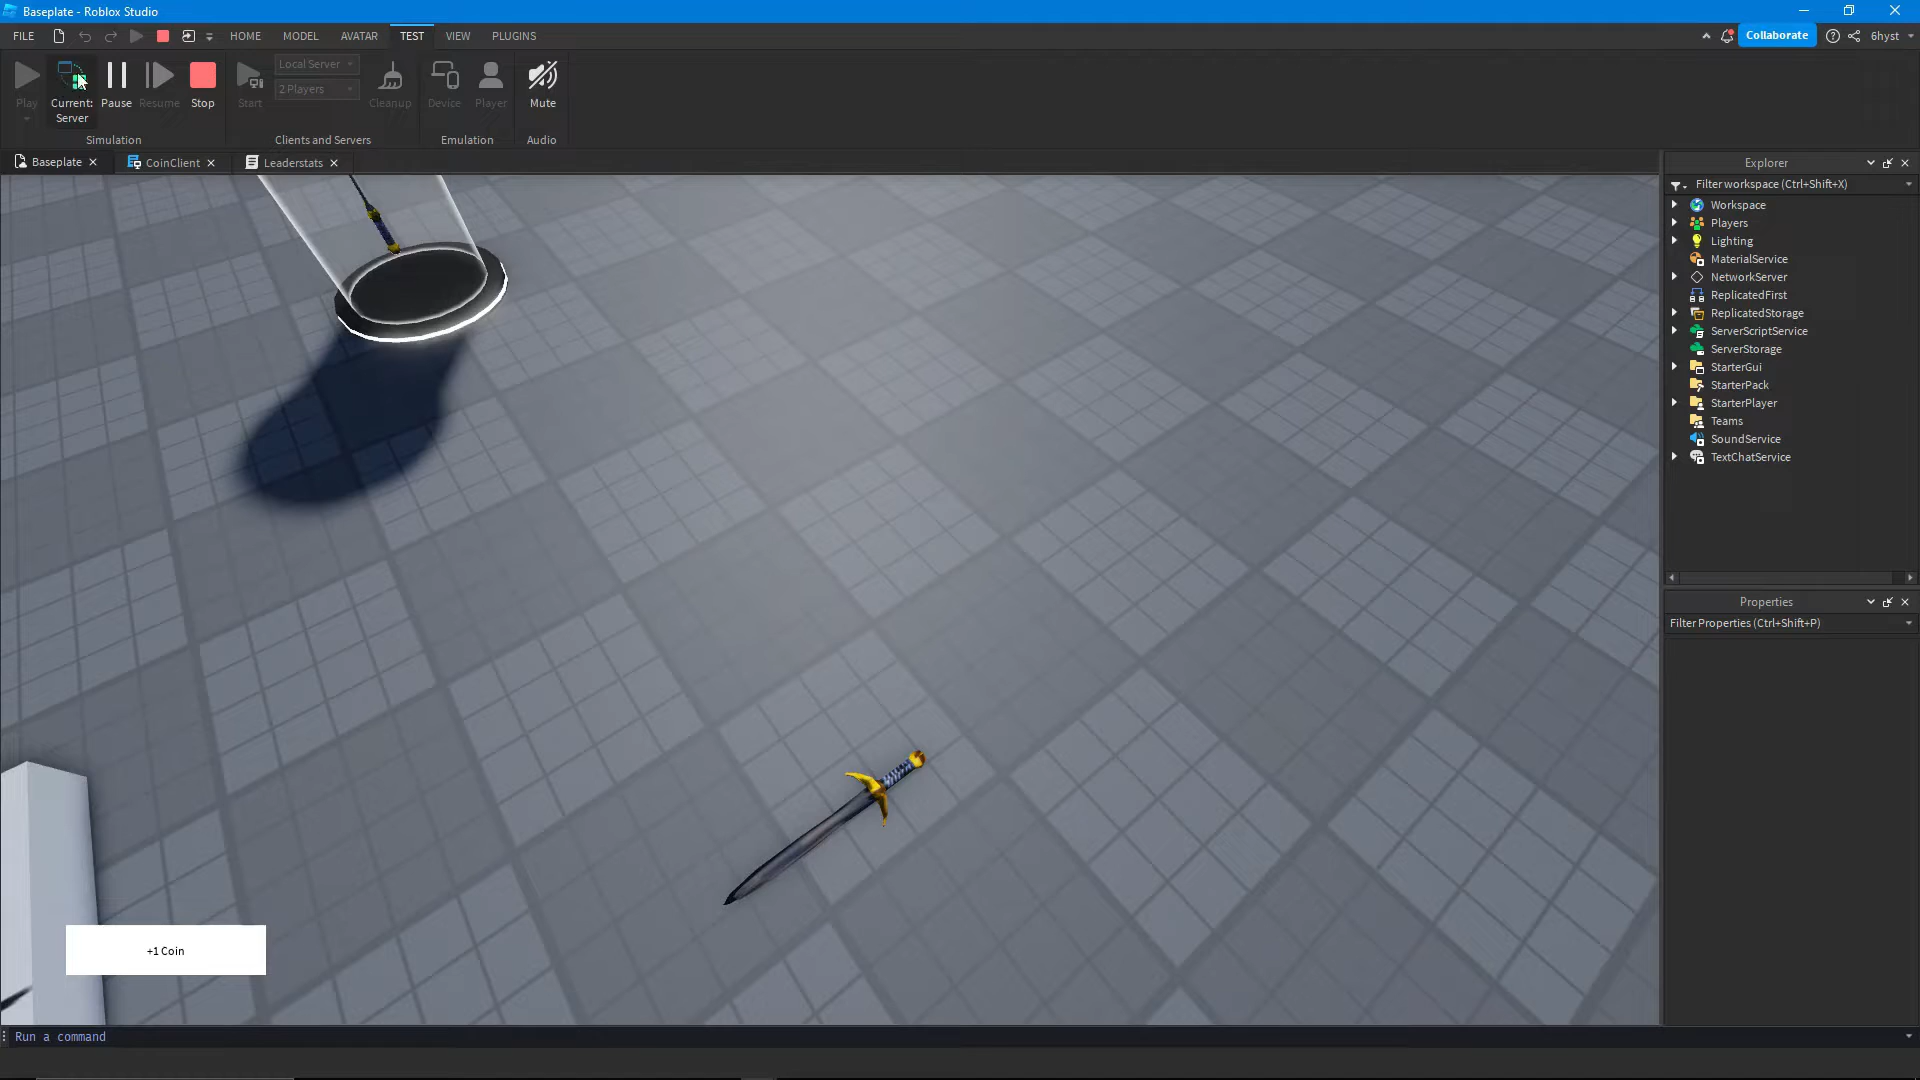 Baseplate - Roblox Studio
FILE
HOME
MODEL
AVATAR
TEST
VIEW
PLUGINS
Collaborate
6hyst
Play
Current:
Server
Pause
Resume
Stop
Simulation
Start
Local Server
2 Players
Cleanup
Clients and Servers
Device
Player
Emulation
Mute
Audio
Baseplate
CoinClient
Leaderstats
Explorer
Filter workspace (Ctrl+Shift+X)
Workspace
Players
Lighting
MaterialService
NetworkServer
ReplicatedFirst
ReplicatedStorage
ServerScriptService
ServerStorage
StarterGui
StarterPack
StarterPlayer
Teams
SoundService
TextChatService
Properties
Filter Properties (Ctrl+Shift+P)
+1 Coin
Run a command